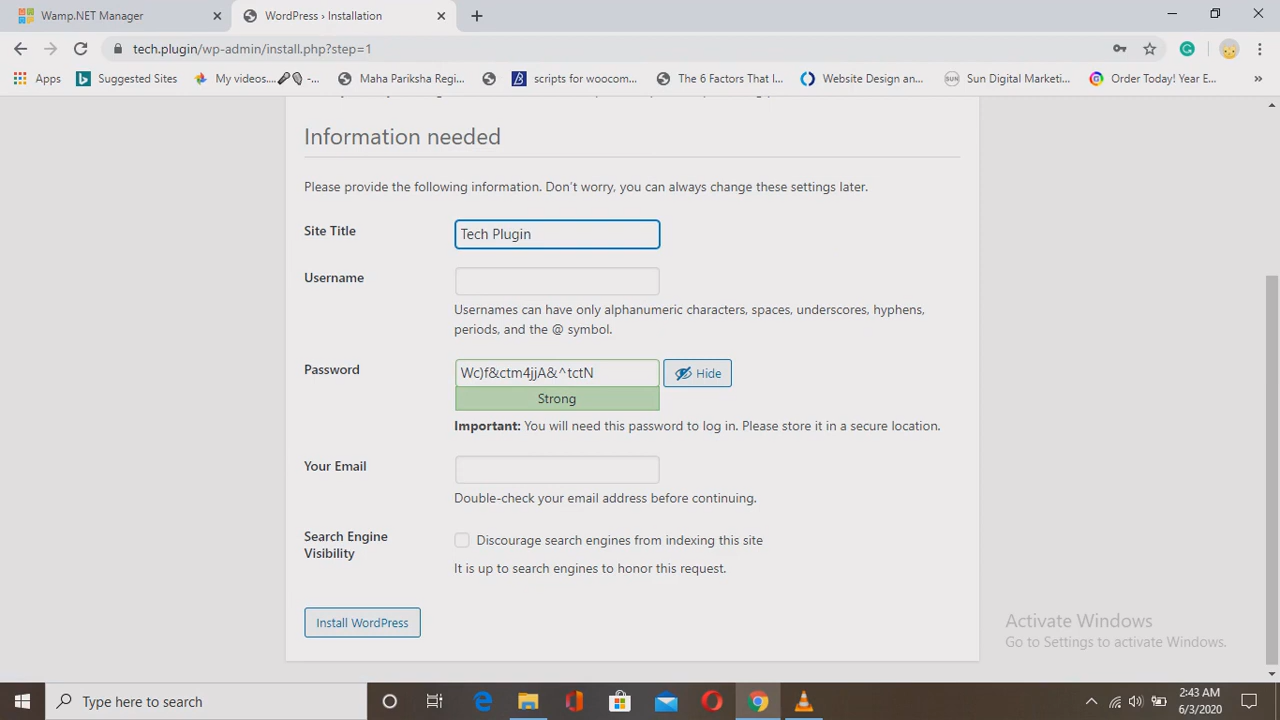 Wamp.NET Manager
WordPress › Installation
tech.plugin/wp-admin/install.php?step=1
Apps
Suggested Sites
My videos....🎤🎙 -...
Maha Pariksha Regi...
scripts for woocom...
The 6 Factors That I...
Website Design an...
SUN
Sun Digital Marketi...
Order Today! Year E...
»
Information needed
Please provide the following information. Don't worry, you can always change these settings later.
Site Title
Tech Plugin
Username
Usernames can have only alphanumeric characters, spaces, underscores, hyphens,
periods, and the @ symbol.
Password
Wc)f&ctm4jjA&^tctN
Hide
Strong
Important: You will need this password to log in. Please store it in a secure location.
Your Email
Double-check your email address before continuing.
Search Engine
Visibility
Discourage search engines from indexing this site
It is up to search engines to honor this request.
Install WordPress
Activate Windows
Go to Settings to activate Windows.
Type here to search
2:43 AM
6/3/2020